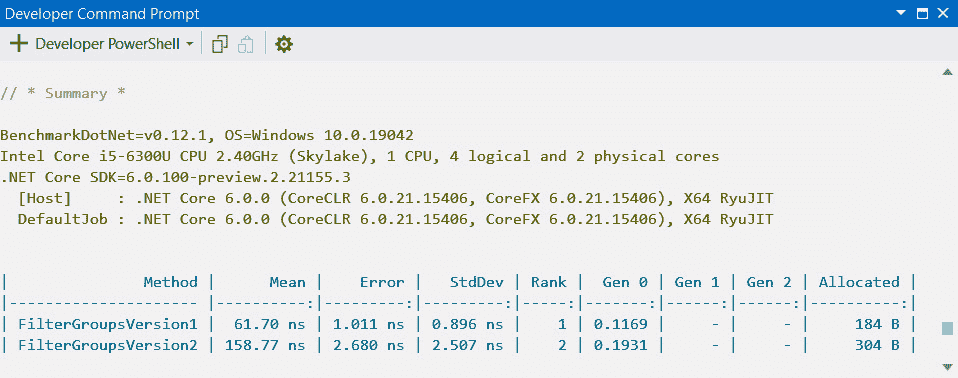 Developer Command Prompt
Developer PowerShell
// * Summary *
BenchmarkDotNet=v0.12.1, OS=Windows 10.0.19042
Intel Core i5-6300U CPU 2.40GHz (Skylake), 1 CPU, 4 logical and 2 physical cores
.NET Core SDK=6.0.100-preview.2.21155.3
  [Host]     : .NET Core 6.0.0 (CoreCLR 6.0.21.15406, CoreFX 6.0.21.15406), X64 RyuJIT
  DefaultJob : .NET Core 6.0.0 (CoreCLR 6.0.21.15406, CoreFX 6.0.21.15406), X64 RyuJIT
|              Method |      Mean |    Error |   StdDev | Rank |  Gen 0 | Gen 1 | Gen 2 | Allocated |
|-------------------- |----------:|---------:|---------:|-----:|-------:|------:|------:|----------:|
| FilterGroupsVersion1 |  61.70 ns | 1.011 ns | 0.896 ns |    1 | 0.1169 |     - |     - |     184 B |
| FilterGroupsVersion2 | 158.77 ns | 2.680 ns | 2.507 ns |    2 | 0.1931 |     - |     - |     304 B |